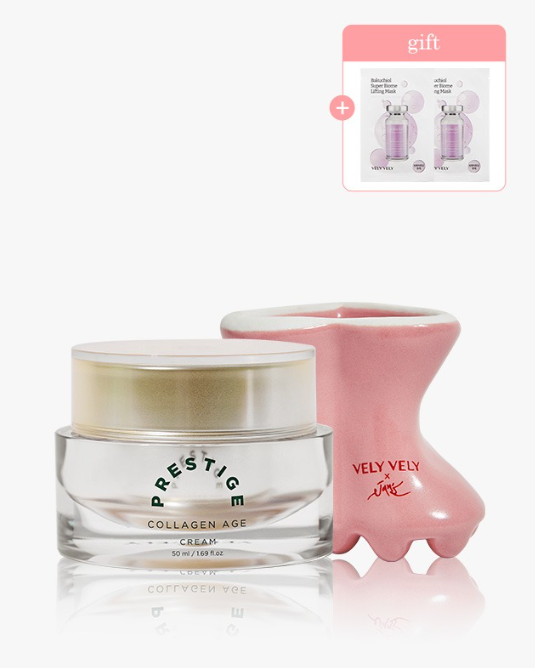 gift
Bakuchiol
Super Biome
Lifting Mask
VELY VELY
PRESTIGE
COLLAGEN AGE
CREAM
50 ml / 1.69 fl.oz
VELY VELY
x